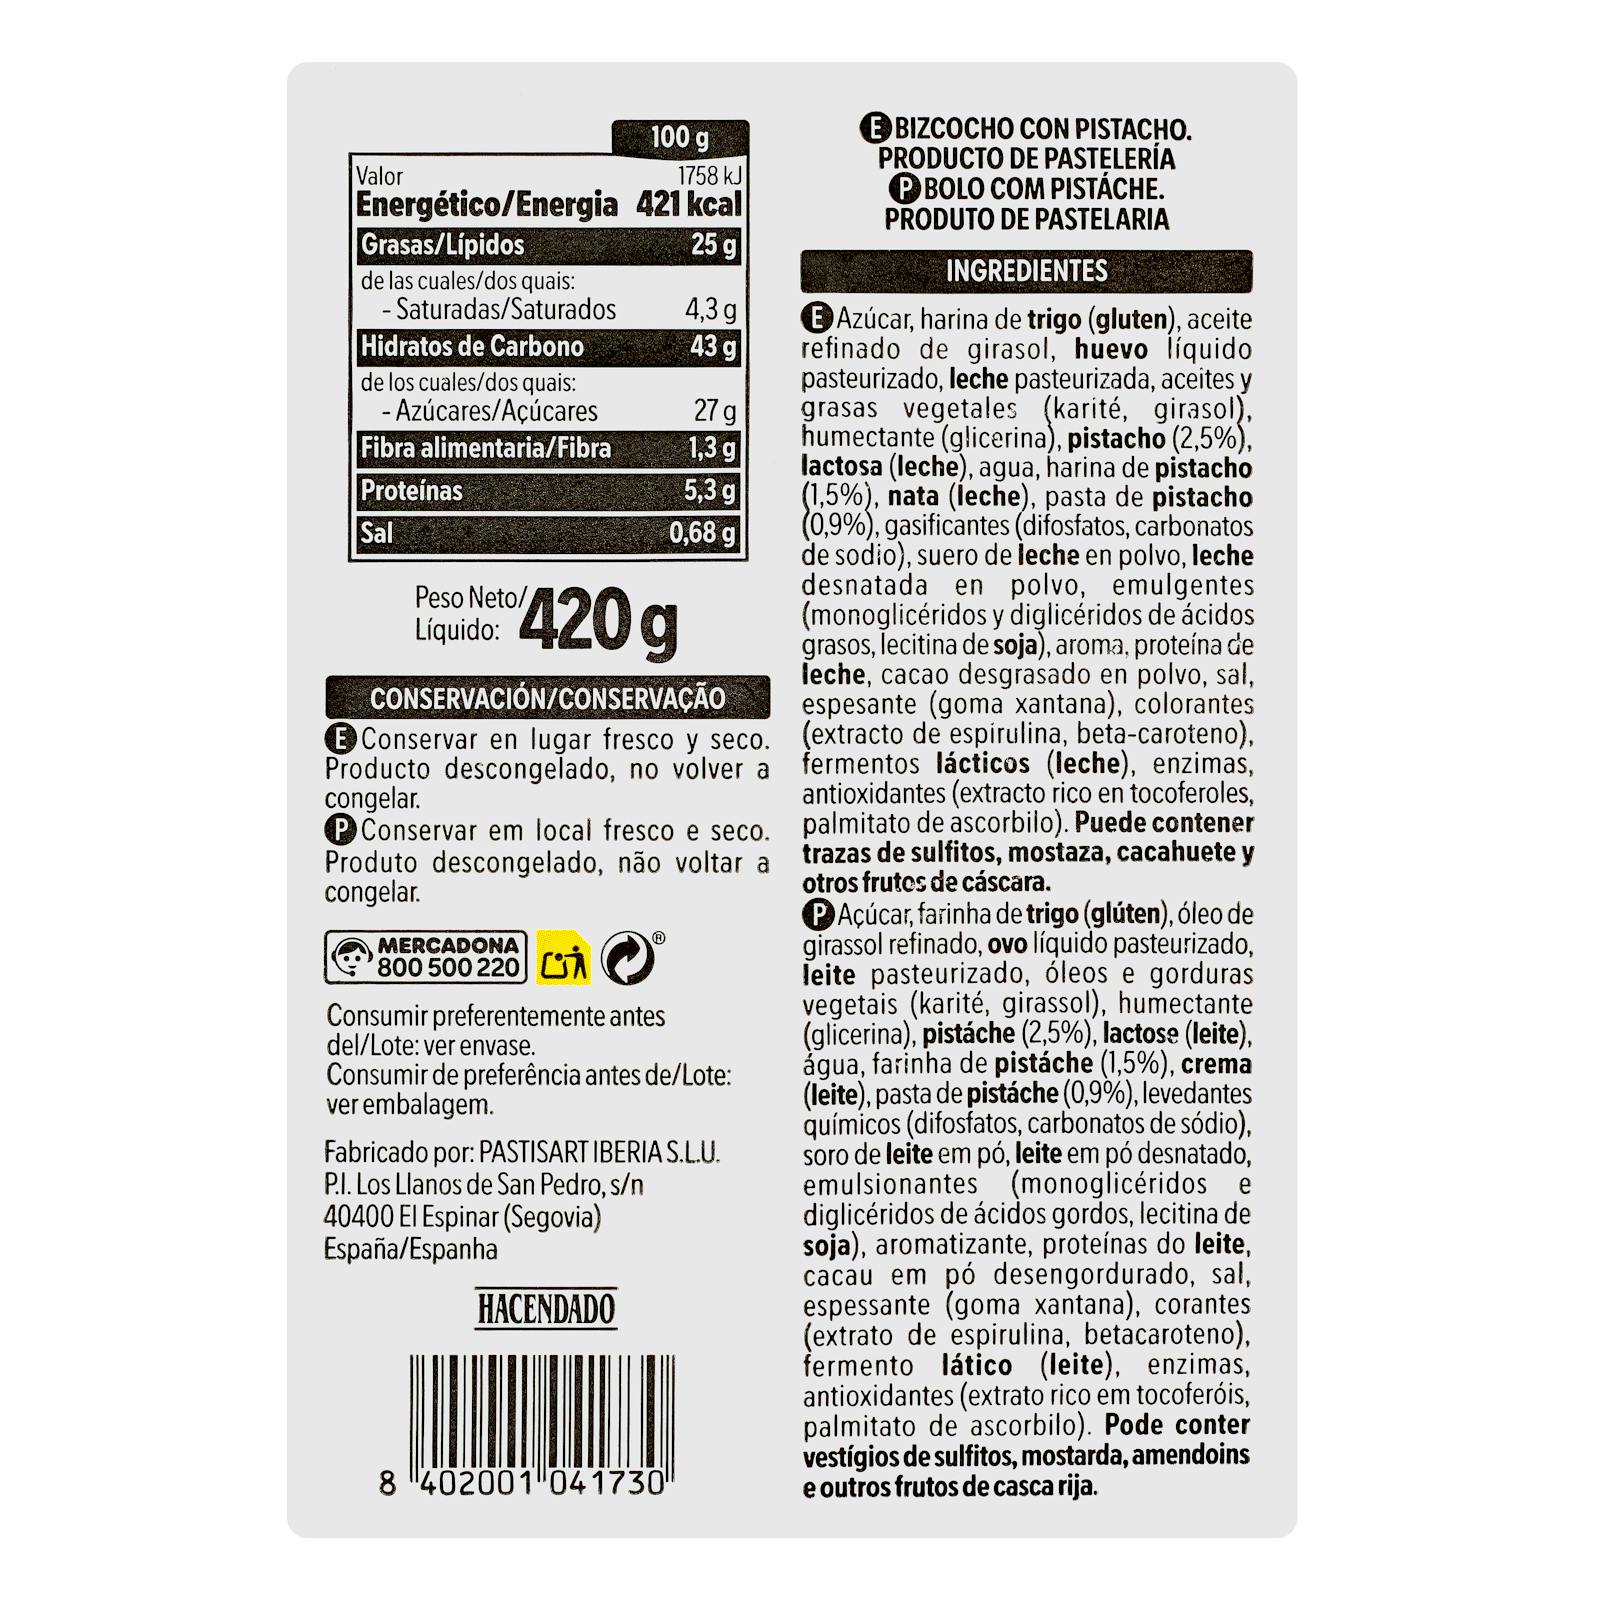 100 g
Valor 1758 kJ
Energético/Energia 421 kcal
Grasas/Lípidos 25 g
de las cuales/dos quais:
- Saturadas/Saturados 4,3 g
Hidratos de Carbono 43 g
de los cuales/dos quais:
- Azúcares/Açúcares 27 g
Fibra alimentaria/Fibra 1,3 g
Proteínas 5,3 g
Sal 0,68 g
Peso Neto/
Líquido: 420 g
CONSERVACIÓN/CONSERVAÇÃO
E Conservar en lugar fresco y seco.
Producto descongelado, no volver a
congelar.
P Conservar em local fresco e seco.
Produto descongelado, não voltar a
congelar.
MERCADONA
800 500 220
®
Consumir preferentemente antes
del/Lote: ver envase.
Consumir de preferência antes de/Lote:
ver embalagem.
Fabricado por: PASTISART IBERIA S.L.U.
P.I. Los Llanos de San Pedro, s/n
40400 El Espinar (Segovia)
España/Espanha
HACENDADO
8 402001 041730
E BIZCOCHO CON PISTACHO.
PRODUCTO DE PASTELERÍA
P BOLO COM PISTÁCHE.
PRODUTO DE PASTELARIA
INGREDIENTES
E Azúcar, harina de trigo (gluten), aceite
refinado de girasol, huevo líquido
pasteurizado, leche pasteurizada, aceites y
grasas vegetales (karité, girasol),
humectante (glicerina), pistacho (2,5%),
lactosa (leche), agua, harina de pistacho
(1,5%), nata (leche), pasta de pistacho
(0,9%), gasificantes (difosfatos, carbonatos
de sodio), suero de leche en polvo, leche
desnatada en polvo, emulgentes
(monoglicéridos y diglicéridos de ácidos
grasos, lecitina de soja), aroma, proteína de
leche, cacao desgrasado en polvo, sal,
espesante (goma xantana), colorantes
(extracto de espirulina, beta-caroteno),
fermentos lácticos (leche), enzimas,
antioxidantes (extracto rico en tocoferoles,
palmitato de ascorbilo). Puede contener
trazas de sulfitos, mostaza, cacahuete y
otros frutos de cáscara.
P Açúcar, farinha de trigo (glúten), óleo de
girassol refinado, ovo líquido pasteurizado,
leite pasteurizado, óleos e gorduras
vegetais (karité, girassol), humectante
(glicerina), pistáche (2,5%), lactose (leite),
água, farinha de pistáche (1,5%), crema
(leite), pasta de pistáche (0,9%), levedantes
químicos (difosfatos, carbonatos de sódio),
soro de leite em pó, leite em pó desnatado,
emulsionantes (monoglicéridos e
diglicéridos de ácidos gordos, lecitina de
soja), aromatizante, proteínas do leite,
cacau em pó desengordurado, sal,
espessante (goma xantana), corantes
(extrato de espirulina, betacaroteno),
fermento lático (leite), enzimas,
antioxidantes (extrato rico em tocoferóis,
palmitato de ascorbilo). Pode conter
vestígios de sulfitos, mostarda, amendoins
e outros frutos de casca rija.